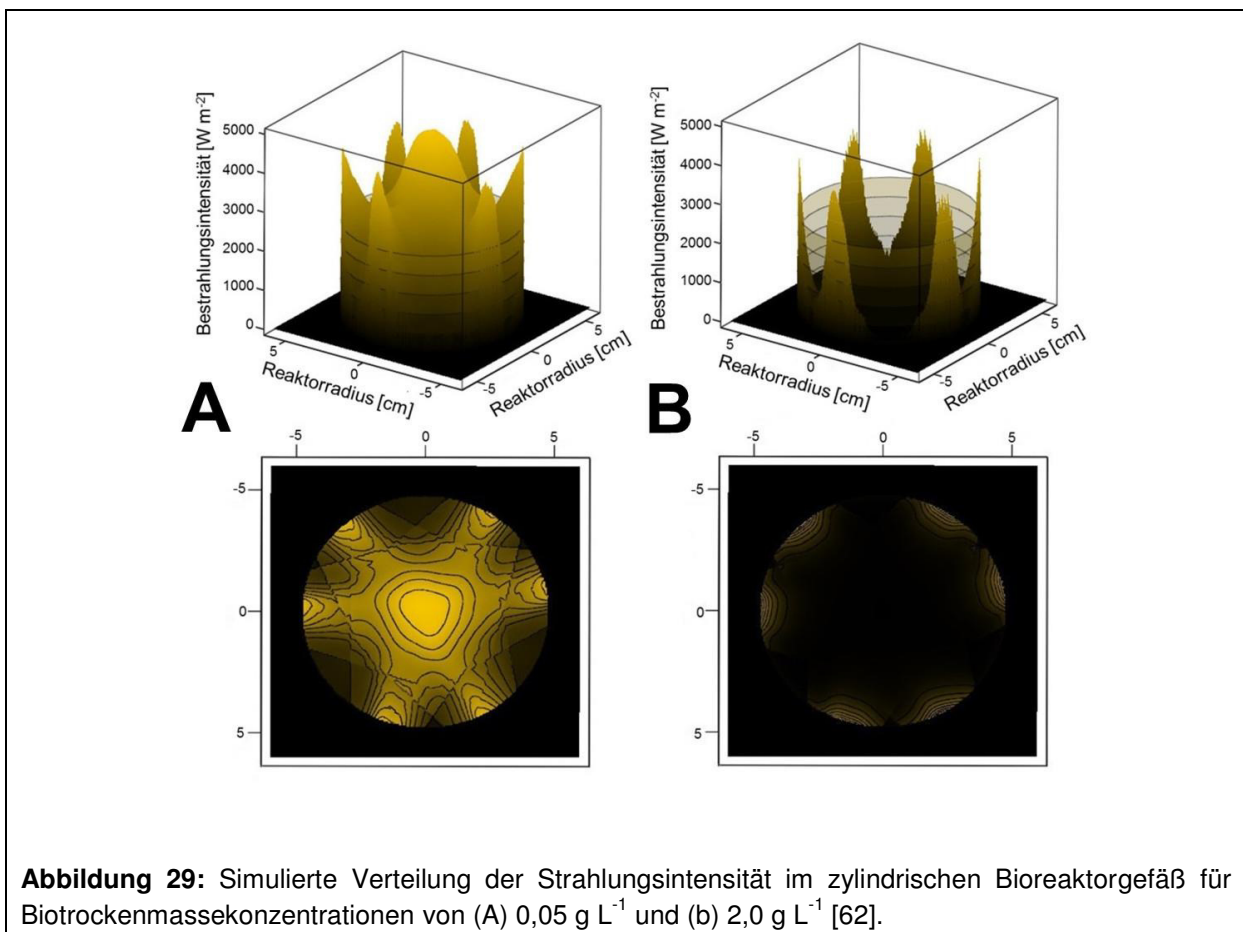 Bestrahlungsintensität [W m-2]
5000
4000
3000
2000
1000
0
5
0
-5
Reaktorradius [cm]
-5
0
5
Reaktorradius [cm]
A
Bestrahlungsintensität [W m-2]
5000
4000
3000
2000
1000
0
5
0
-5
Reaktorradius [cm]
-5
0
5
Reaktorradius [cm]
B
-5 0 5
-5
0
5
-5 0 5
-5
0
5
Abbildung 29: Simulierte Verteilung der Strahlungsintensität im zylindrischen Bioreaktorgefäß für
Biotrockenmassekonzentrationen von (A) 0,05 g L-1 und (b) 2,0 g L-1 [62].